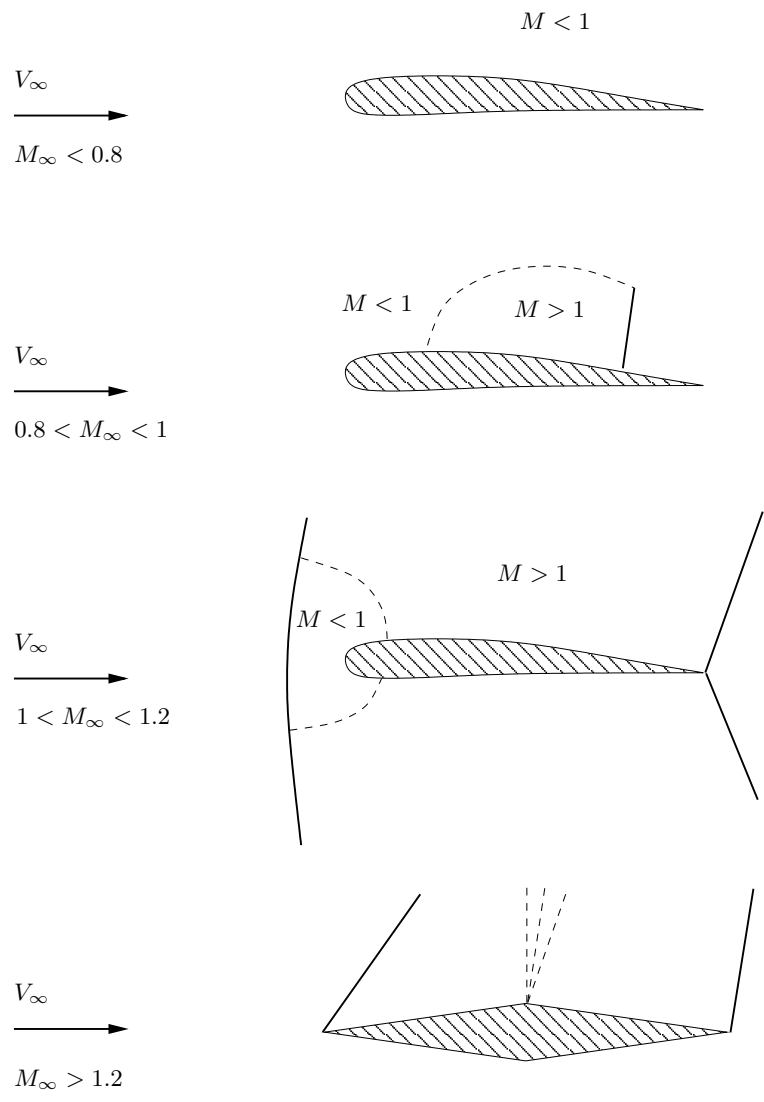 M < 1
V∞
M∞ < 0.8
M < 1
M > 1
V∞
0.8 < M∞ < 1
M > 1
M < 1
V∞
1 < M∞ < 1.2
V∞
M∞ > 1.2